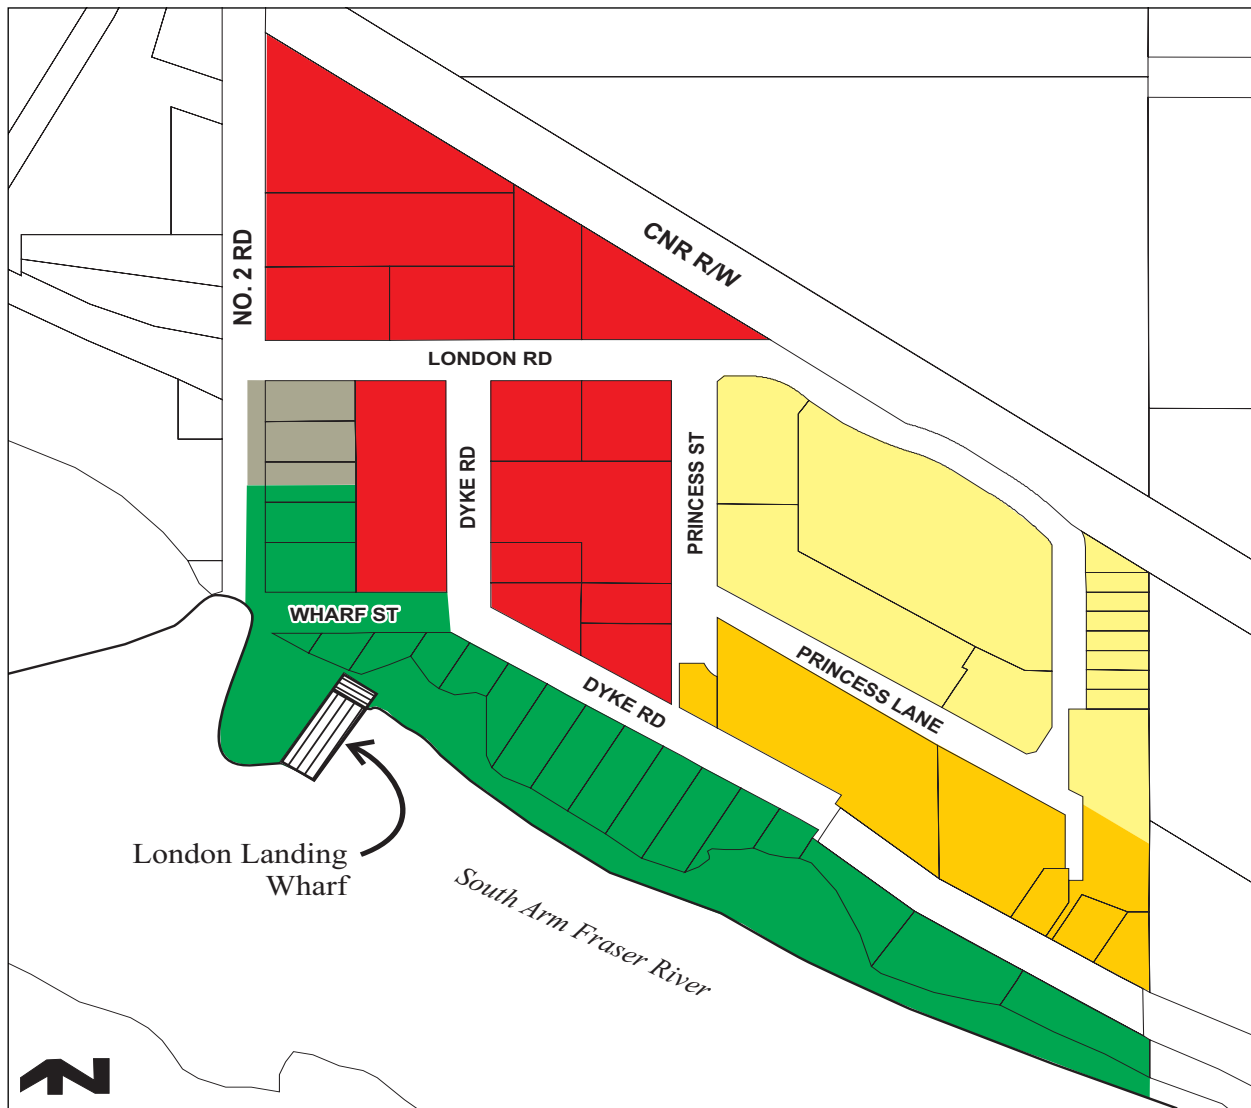 NO. 2 RD
CNR R/W
LONDON RD
DYKE RD
PRINCESS ST
WHARF ST
PRINCESS LANE
DYKE RD
London Landing
Wharf
South Arm Fraser River
N